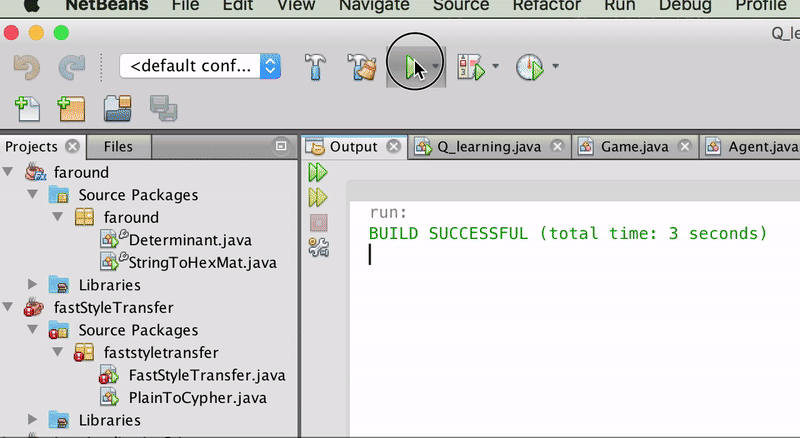 NetBeans File Edit View Navigate Source Refactor Run Debug Profile
Q_le
<default conf...
Projects Files Output Q_learning.java Game.java Agent.java
faround
Source Packages
faround
Determinant.java
StringToHexMat.java
Libraries
fastStyleTransfer
Source Packages
faststyletransfer
FastStyleTransfer.java
PlainToCypher.java
Libraries
run:
BUILD SUCCESSFUL (total time: 3 seconds)